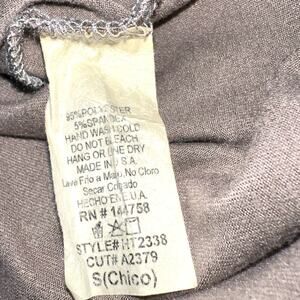 95% POLYESTER
5% SPANDEX
HAND WASH COLD
DO NOT BLEACH
HANG OR LINE DRY
MADE IN U.S.A.
Lave Frio a Mano, No Cloro
Secar Colgado
HECHO EN E.U.A.
RN # 144758
STYLE# HT2338
CUT# A2379
S(Chico)